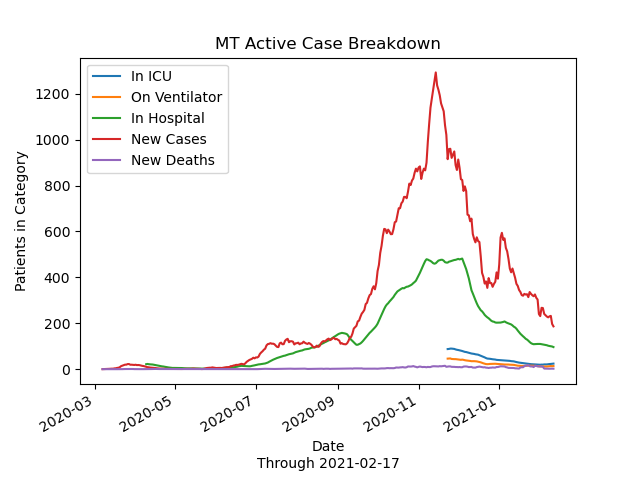 MT Active Case Breakdown
In ICU
On Ventilator
In Hospital
New Cases
New Deaths
Patients in Category
1200
1000
800
600
400
200
0
2020-03
2020-05
2020-07
2020-09
2020-11
2021-01
Date
Through 2021-02-17